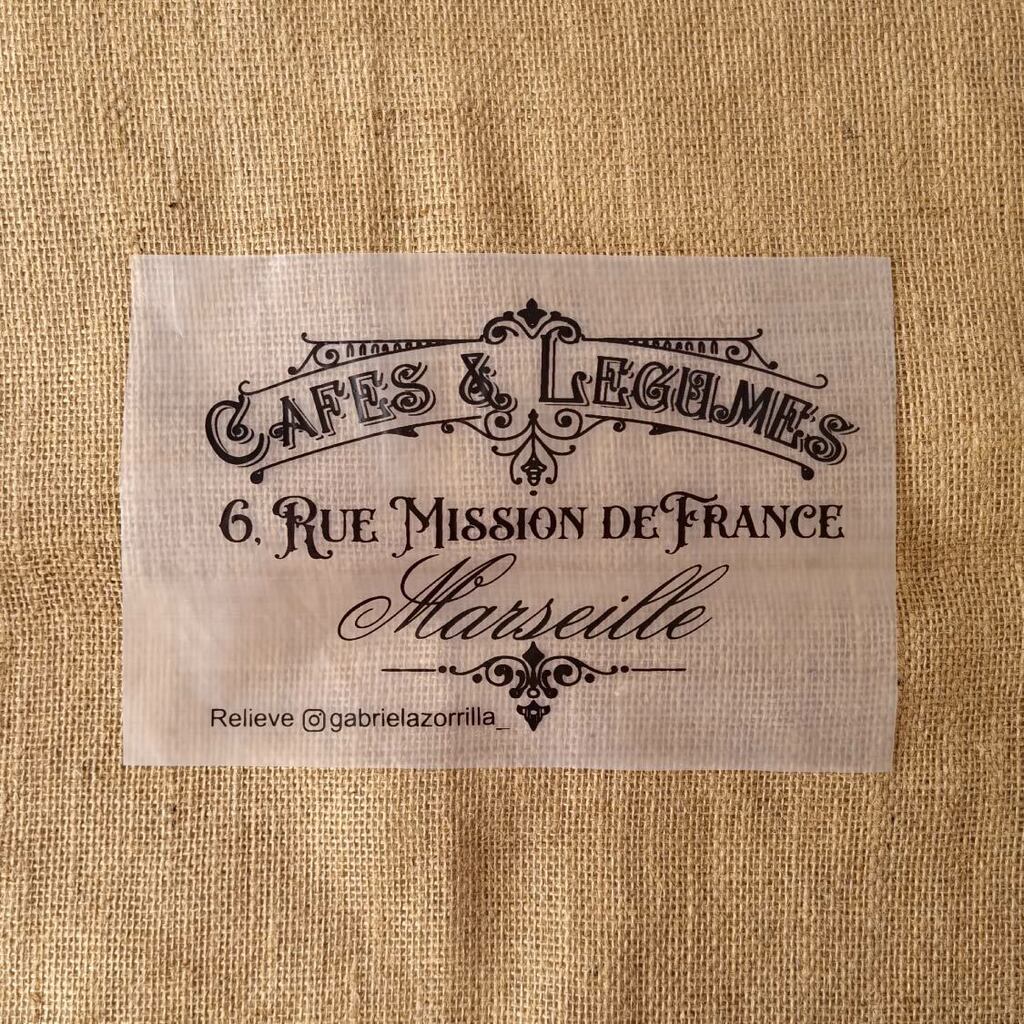 CAFES & LEGUMES
6, RUE MISSION DE FRANCE
Marseille
Relieve gabrielazorrilla_